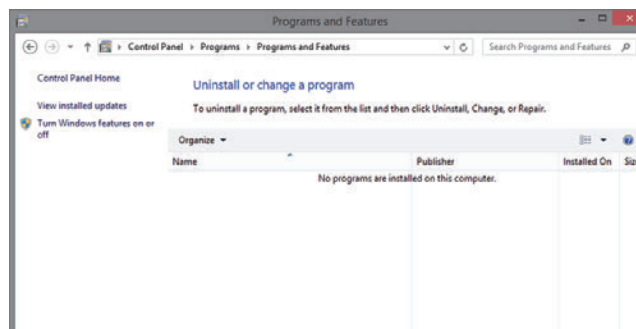 Programs and Features
Control Panel › Programs › Programs and Features
Search Programs and Features
Control Panel Home
View installed updates
Turn Windows features on or
off
Uninstall or change a program
To uninstall a program, select it from the list and then click Uninstall, Change, or Repair.
Organize
Name Publisher Installed On Siz
No programs are installed on this computer.